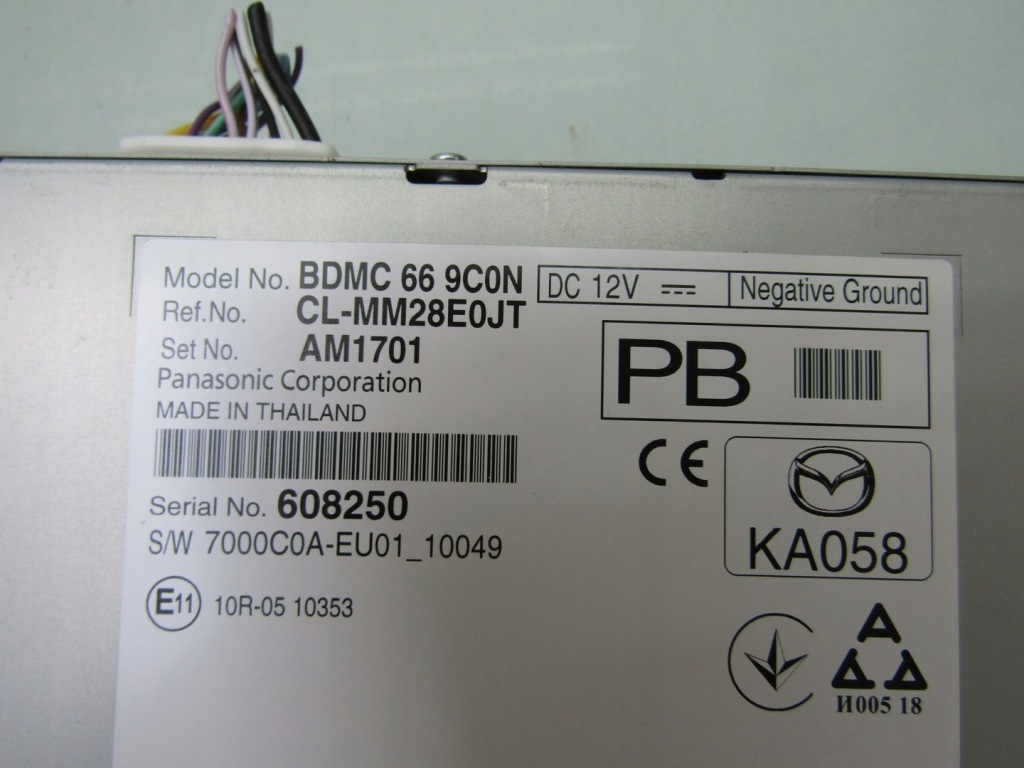 Model No. BDMC 66 9C0N
DC 12V
Negative Ground
Ref.No. CL-MM28E0JT
Set No. AM1701
PB
Panasonic Corporation
MADE IN THAILAND
CE
Serial No. 608250
KA058
S/W 7000C0A-EU01_10049
E11 10R-05 10353
И005 18